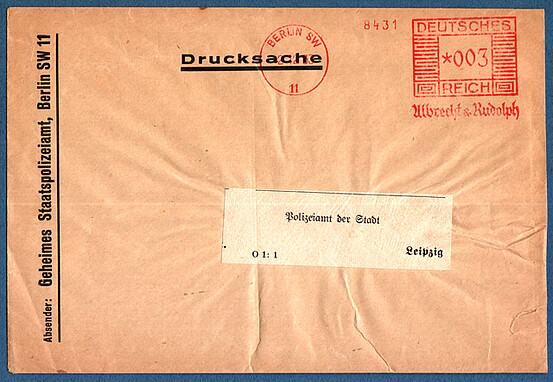 Absender: Geheimes Staatspolizeiamt, Berlin SW 11
Drucksache
BERLIN SW
11
8431
DEUTSCHES
*003
REICH
Albrecht & Rudolph
Polizeiamt der Stadt
O 1: 1 Leipzig